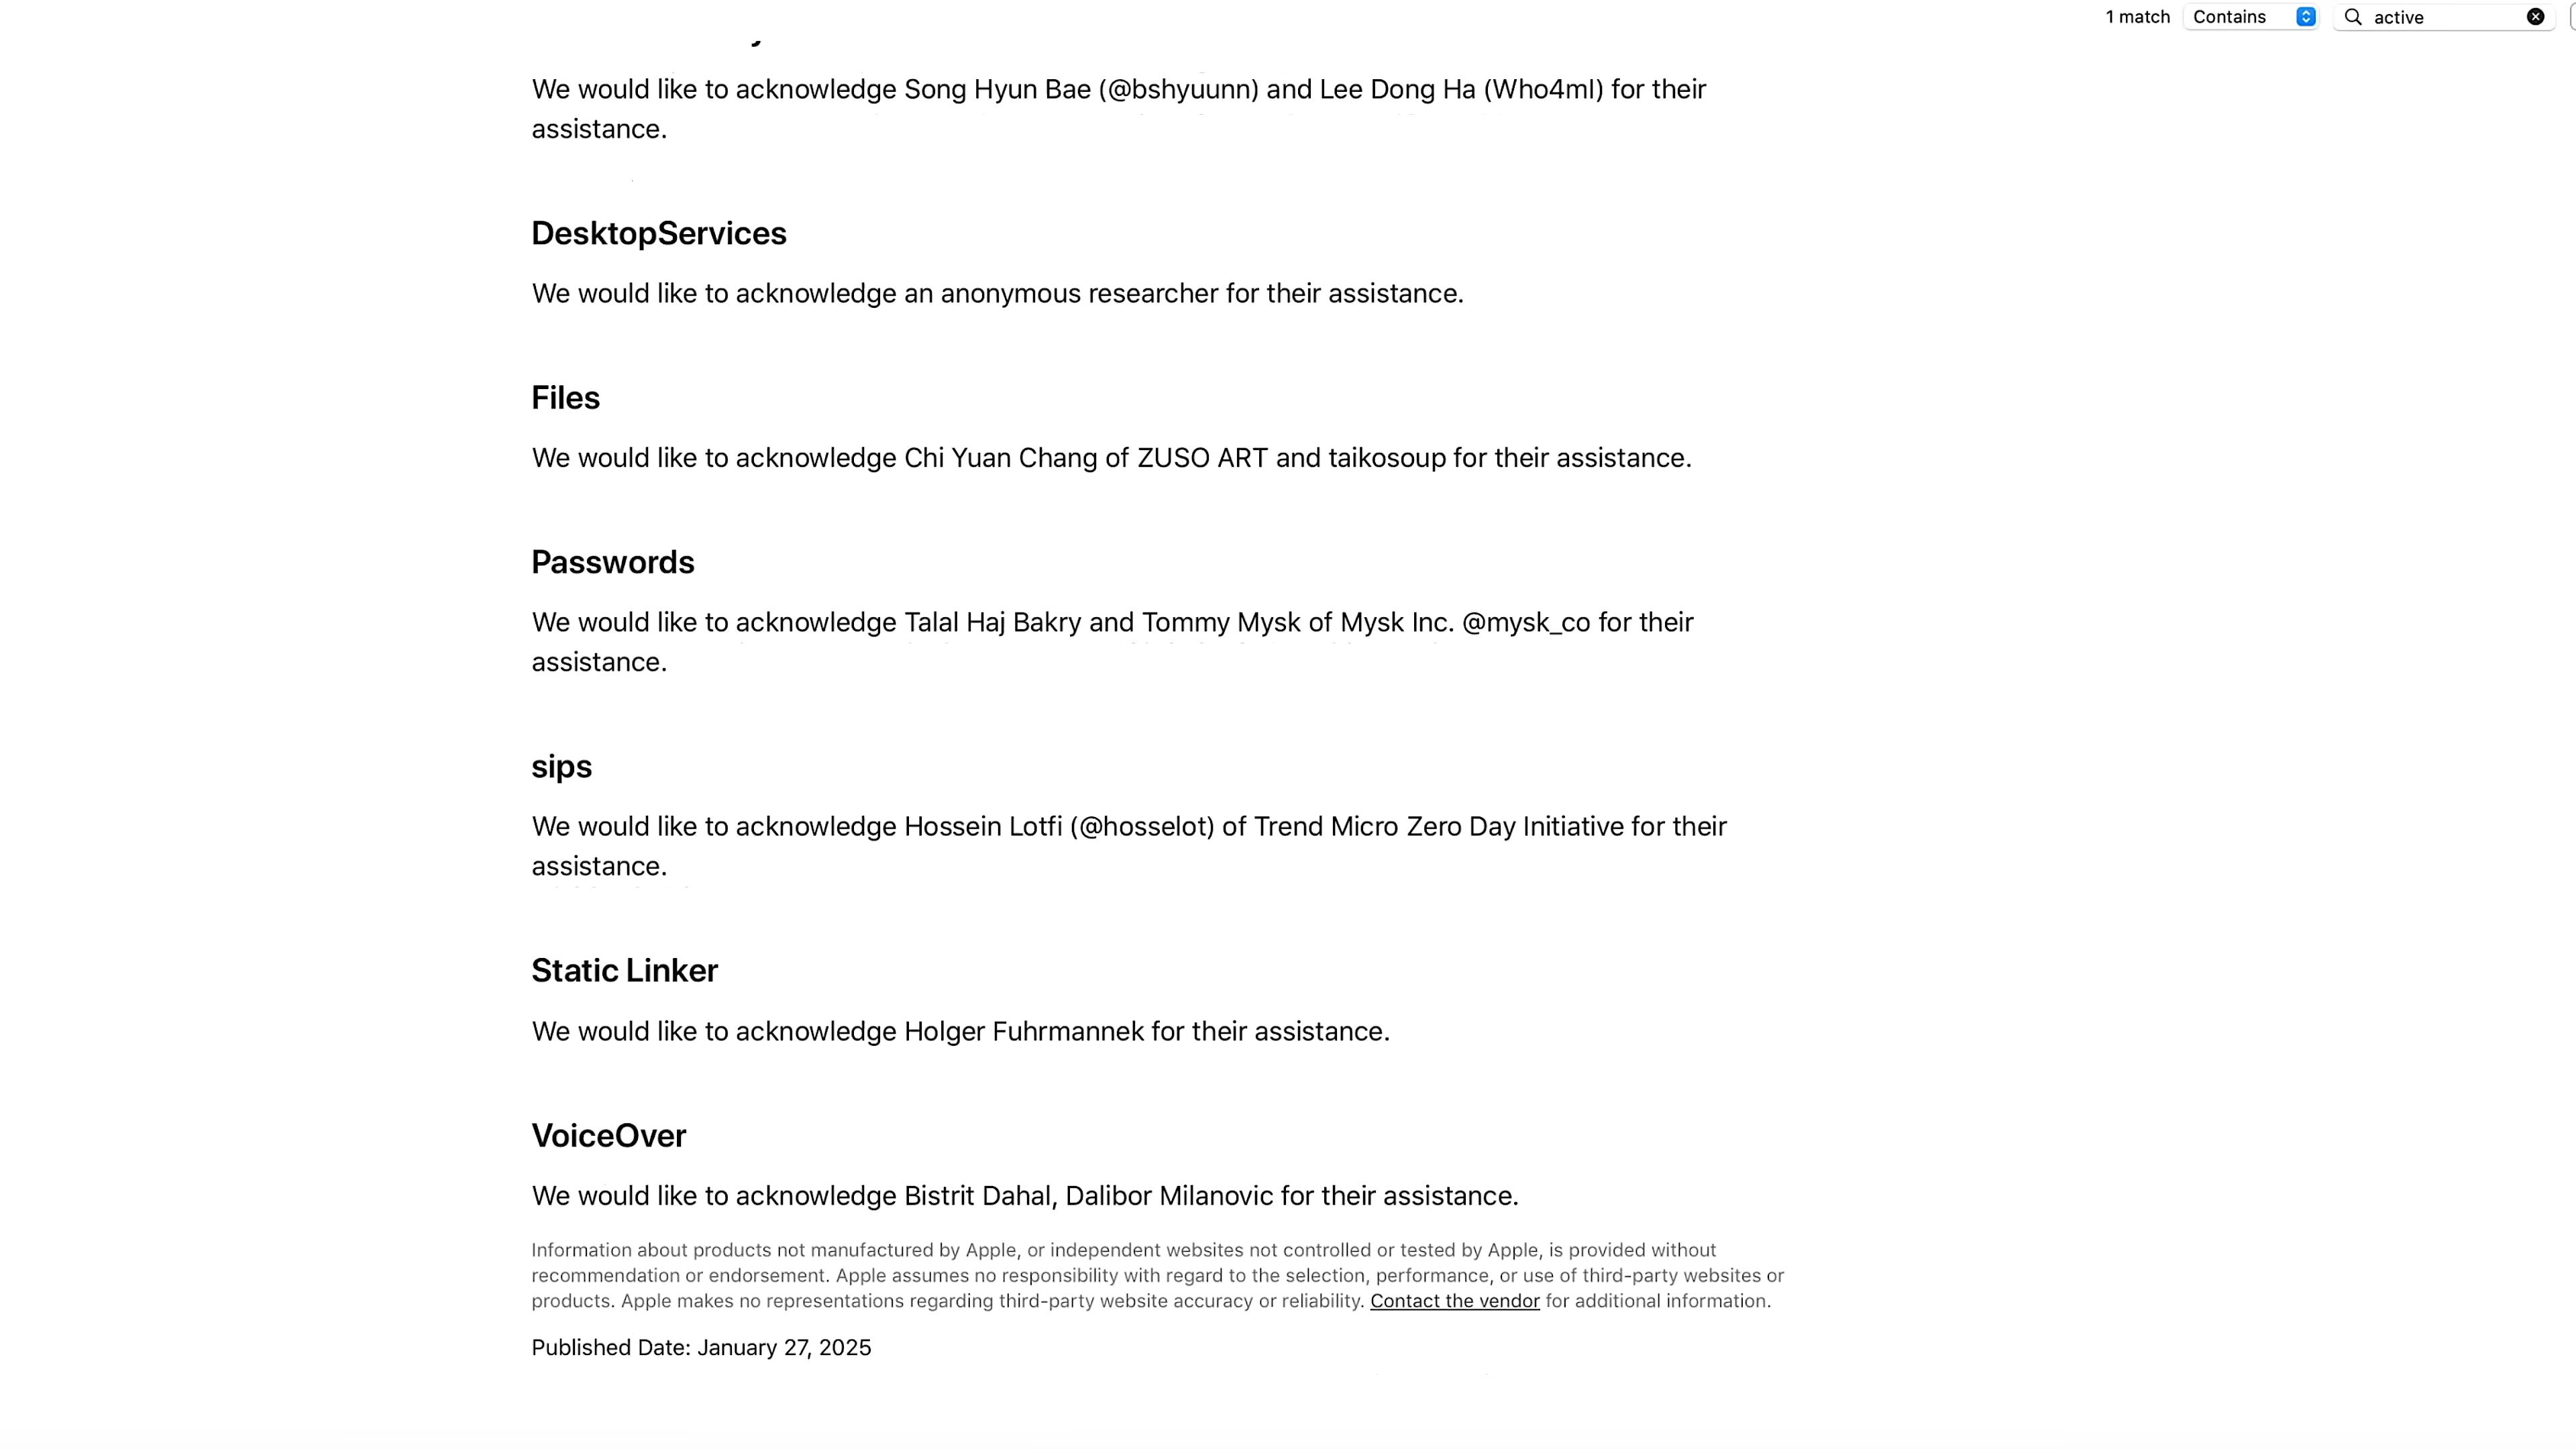 1 match Contains active
We would like to acknowledge Song Hyun Bae (@bshyuunn) and Lee Dong Ha (Who4mI) for their
assistance.
DesktopServices
We would like to acknowledge an anonymous researcher for their assistance.
Files
We would like to acknowledge Chi Yuan Chang of ZUSO ART and taikosoup for their assistance.
Passwords
We would like to acknowledge Talal Haj Bakry and Tommy Mysk of Mysk Inc. @mysk_co for their
assistance.
sips
We would like to acknowledge Hossein Lotfi (@hosselot) of Trend Micro Zero Day Initiative for their
assistance.
Static Linker
We would like to acknowledge Holger Fuhrmannek for their assistance.
VoiceOver
We would like to acknowledge Bistrit Dahal, Dalibor Milanovic for their assistance.
Information about products not manufactured by Apple, or independent websites not controlled or tested by Apple, is provided without
recommendation or endorsement. Apple assumes no responsibility with regard to the selection, performance, or use of third-party websites or
products. Apple makes no representations regarding third-party website accuracy or reliability. Contact the vendor for additional information.
Published Date: January 27, 2025